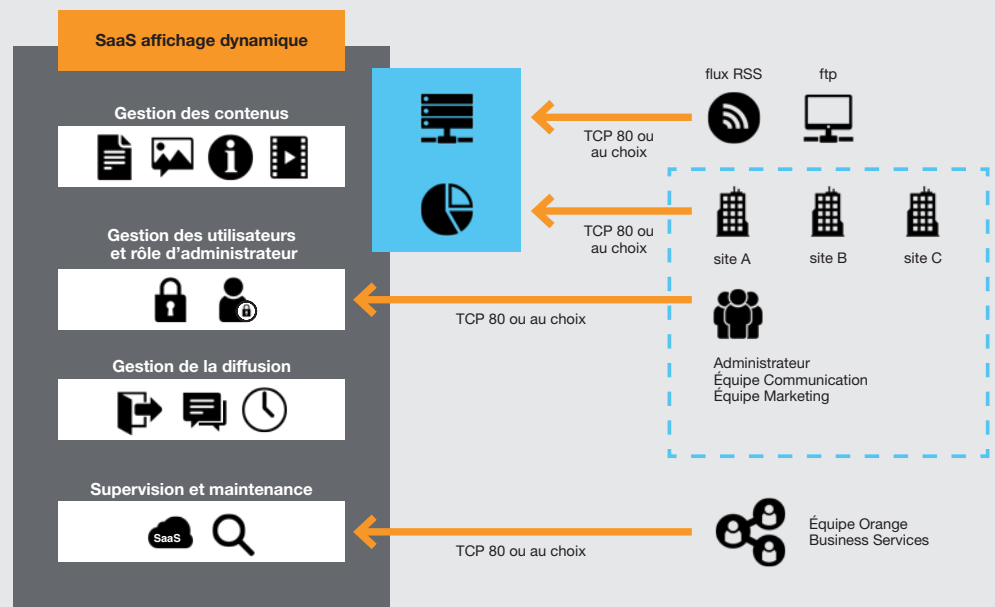 SaaS affichage dynamique
Gestion des contenus
Gestion des utilisateurs
et rôle d'administrateur
Gestion de la diffusion
Supervision et maintenance
SaaS
flux RSS
ftp
TCP 80 ou
au choix
TCP 80 ou
au choix
site A
site B
site C
TCP 80 ou au choix
Administrateur
Équipe Communication
Équipe Marketing
TCP 80 ou au choix
Équipe Orange
Business Services